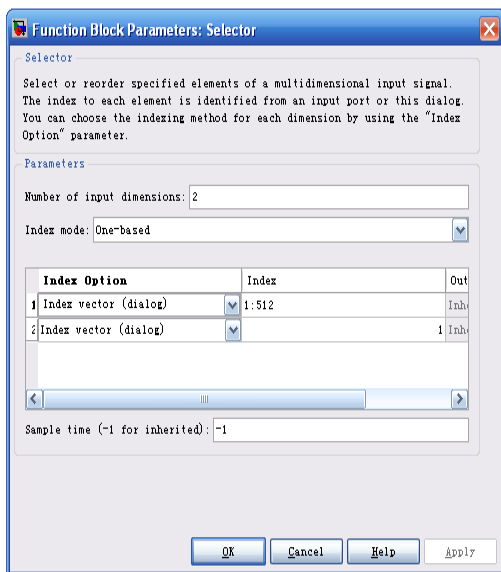 Function Block Parameters: Selector
Selector
Select or reorder specified elements of a multidimensional input signal.
The index to each element is identified from an input port or this dialog.
You can choose the indexing method for each dimension by using the "Index
Option" parameter.
Parameters
Number of input dimensions: 2
Index mode: One-based
Index Option Index Out
1 Index vector (dialog) 1:512 Inh
2 Index vector (dialog) 1 Inh
Sample time (-1 for inherited): -1
OK Cancel Help Apply